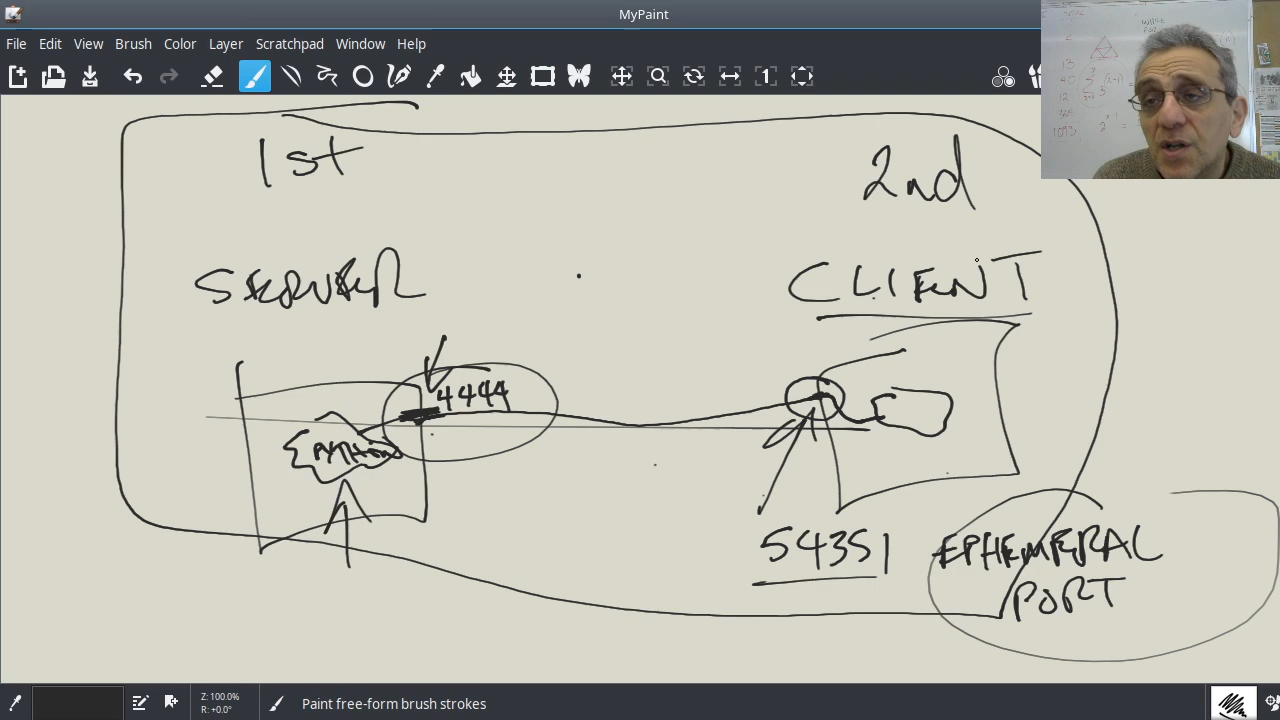 MyPaint
File Edit View Brush Color Layer Scratchpad Window Help
1st
2nd
SERVER
CLIENT
4444
PYTHON
54351
EPHEMERAL
PORT
Z: 100.0%
R: +0.0°
Paint free-form brush strokes